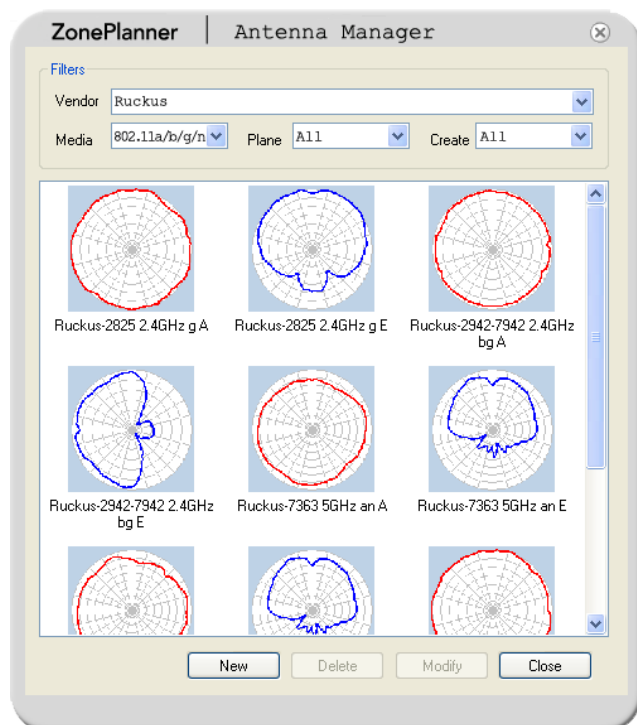 ZonePlanner | Antenna Manager
Filters
Vendor Ruckus
Media 802.11a/b/g/n Plane All Create All
Ruckus-2825 2.4GHz g A
Ruckus-2825 2.4GHz g E
Ruckus-2942-7942 2.4GHz
bg A
Ruckus-2942-7942 2.4GHz
bg E
Ruckus-7363 5GHz an A
Ruckus-7363 5GHz an E
New Delete Modify Close